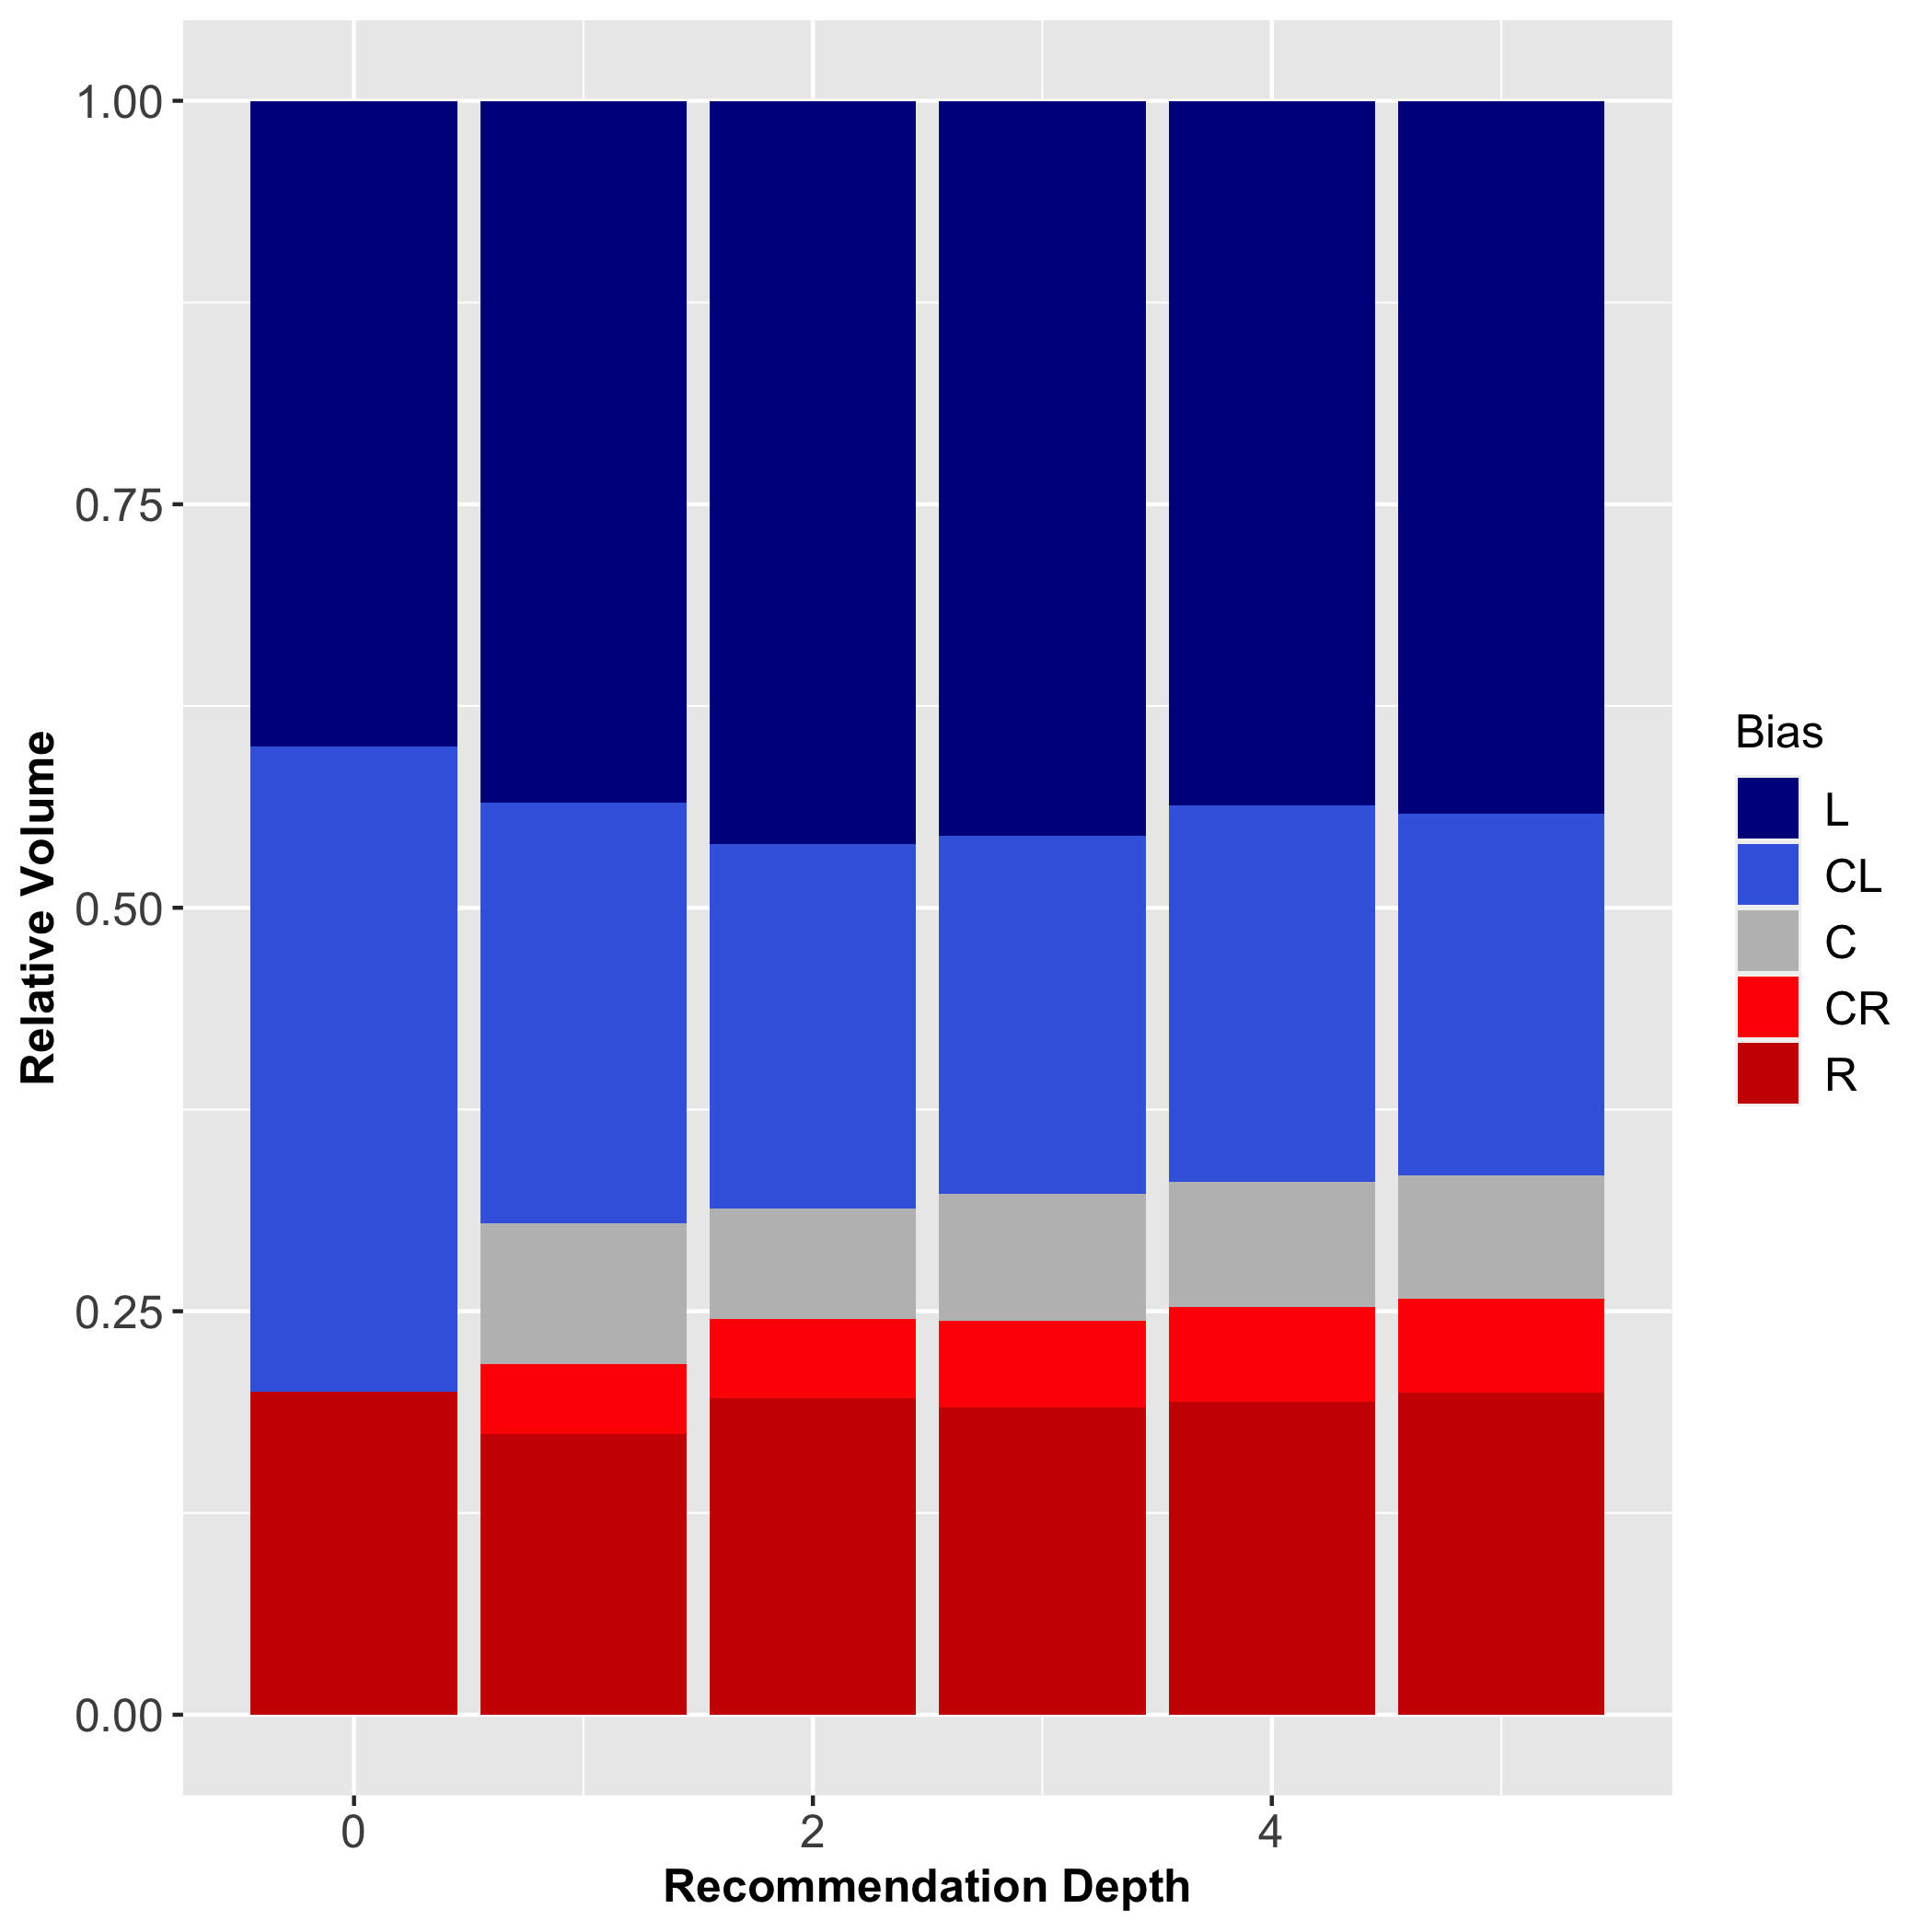 1.00
0.75
0.50
0.25
0.00
Relative Volume
0
2
4
Recommendation Depth
Bias
L
CL
C
CR
R